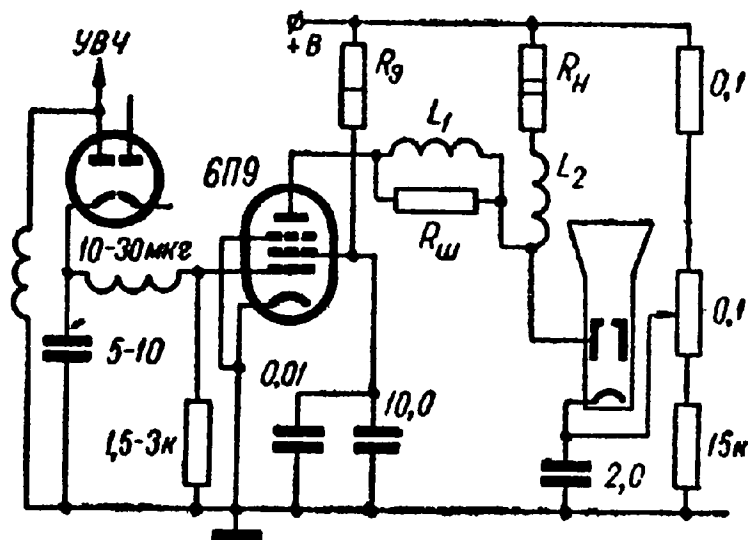 УВЧ
+ В
Rэ
Rн
0,1
L1
L2
6П9
Rш
10-30мкг
5-10
0,01
10,0
0,1
1,5-3к
2,0
15к